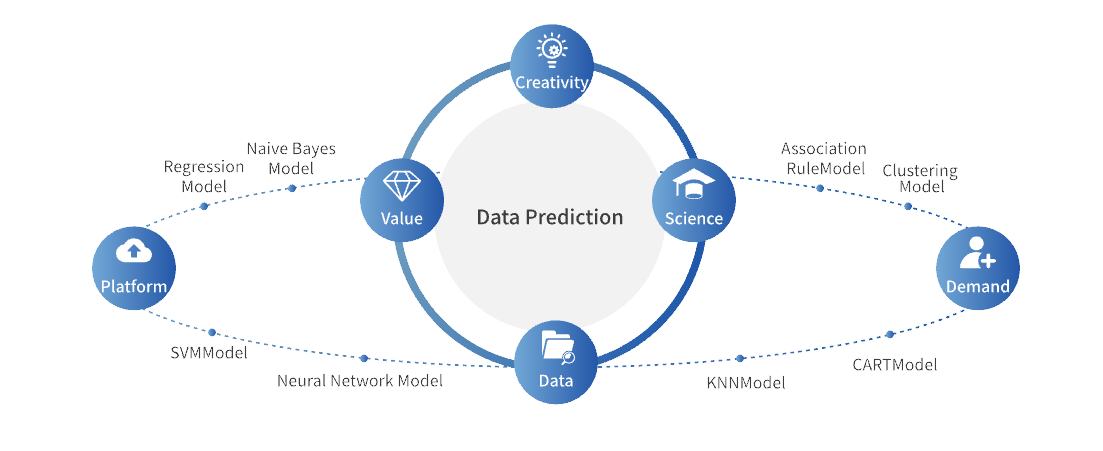 Creativity
Naive Bayes
Model
Regression
Model
Association
RuleModel
Clustering
Model
Value
Data Prediction
Science
Platform
Demand
SVMModel
Neural Network Model
Data
KNNModel
CARTModel